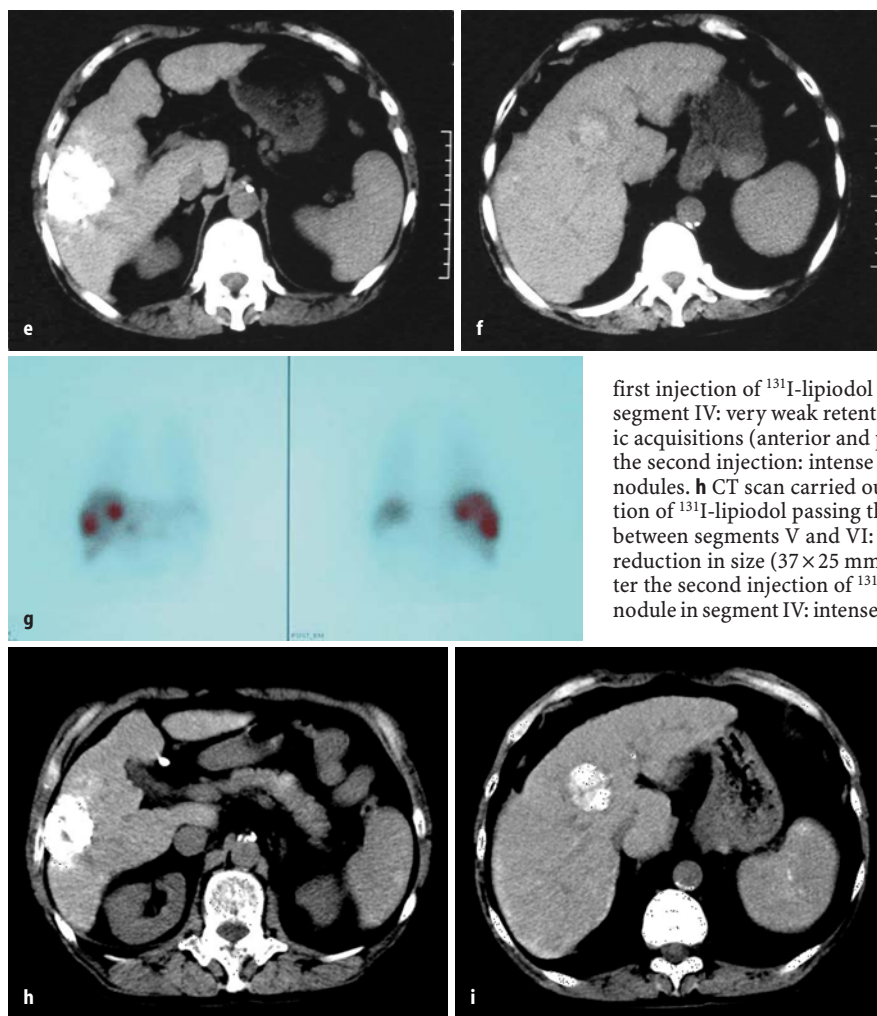 e
f
first injection of ¹³¹I-lipiodol
segment IV: very weak retent
ic acquisitions (anterior and p
the second injection: intense
nodules. h CT scan carried ou
tion of ¹³¹I-lipiodol passing th
between segments V and VI:
reduction in size (37 × 25 mm
ter the second injection of ¹³¹
nodule in segment IV: intense
g
h
i